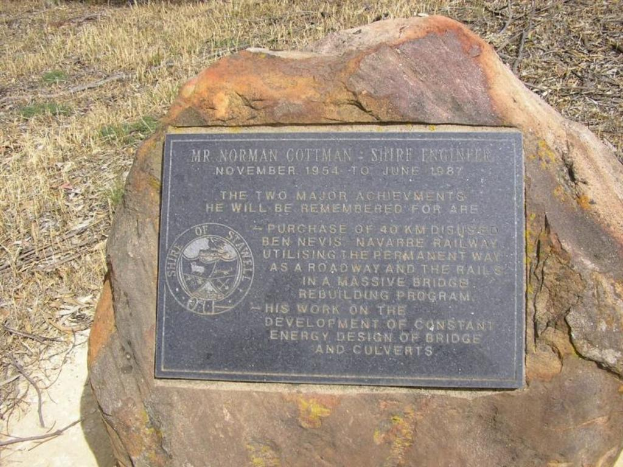 MR NORMAN COTTMAN - SHIRE ENGINEER
NOVEMBER 1954 TO JUNE 1987
THE TWO MAJOR ACHIEVMENTS
HE WILL BE REMEMBERED FOR ARE
- PURCHASE OF 40 KM DISUSED
BEN NEVIS, NAVARRE RAILWAY
UTILISING THE PERMANENT WAY
AS A ROADWAY AND THE RAILS
IN A MASSIVE BRIDGE
REBUILDING PROGRAM.
- HIS WORK ON THE
DEVELOPMENT OF CONSTANT
ENERGY DESIGN OF BRIDGE
AND CULVERTS
SHIRE OF STAWELL